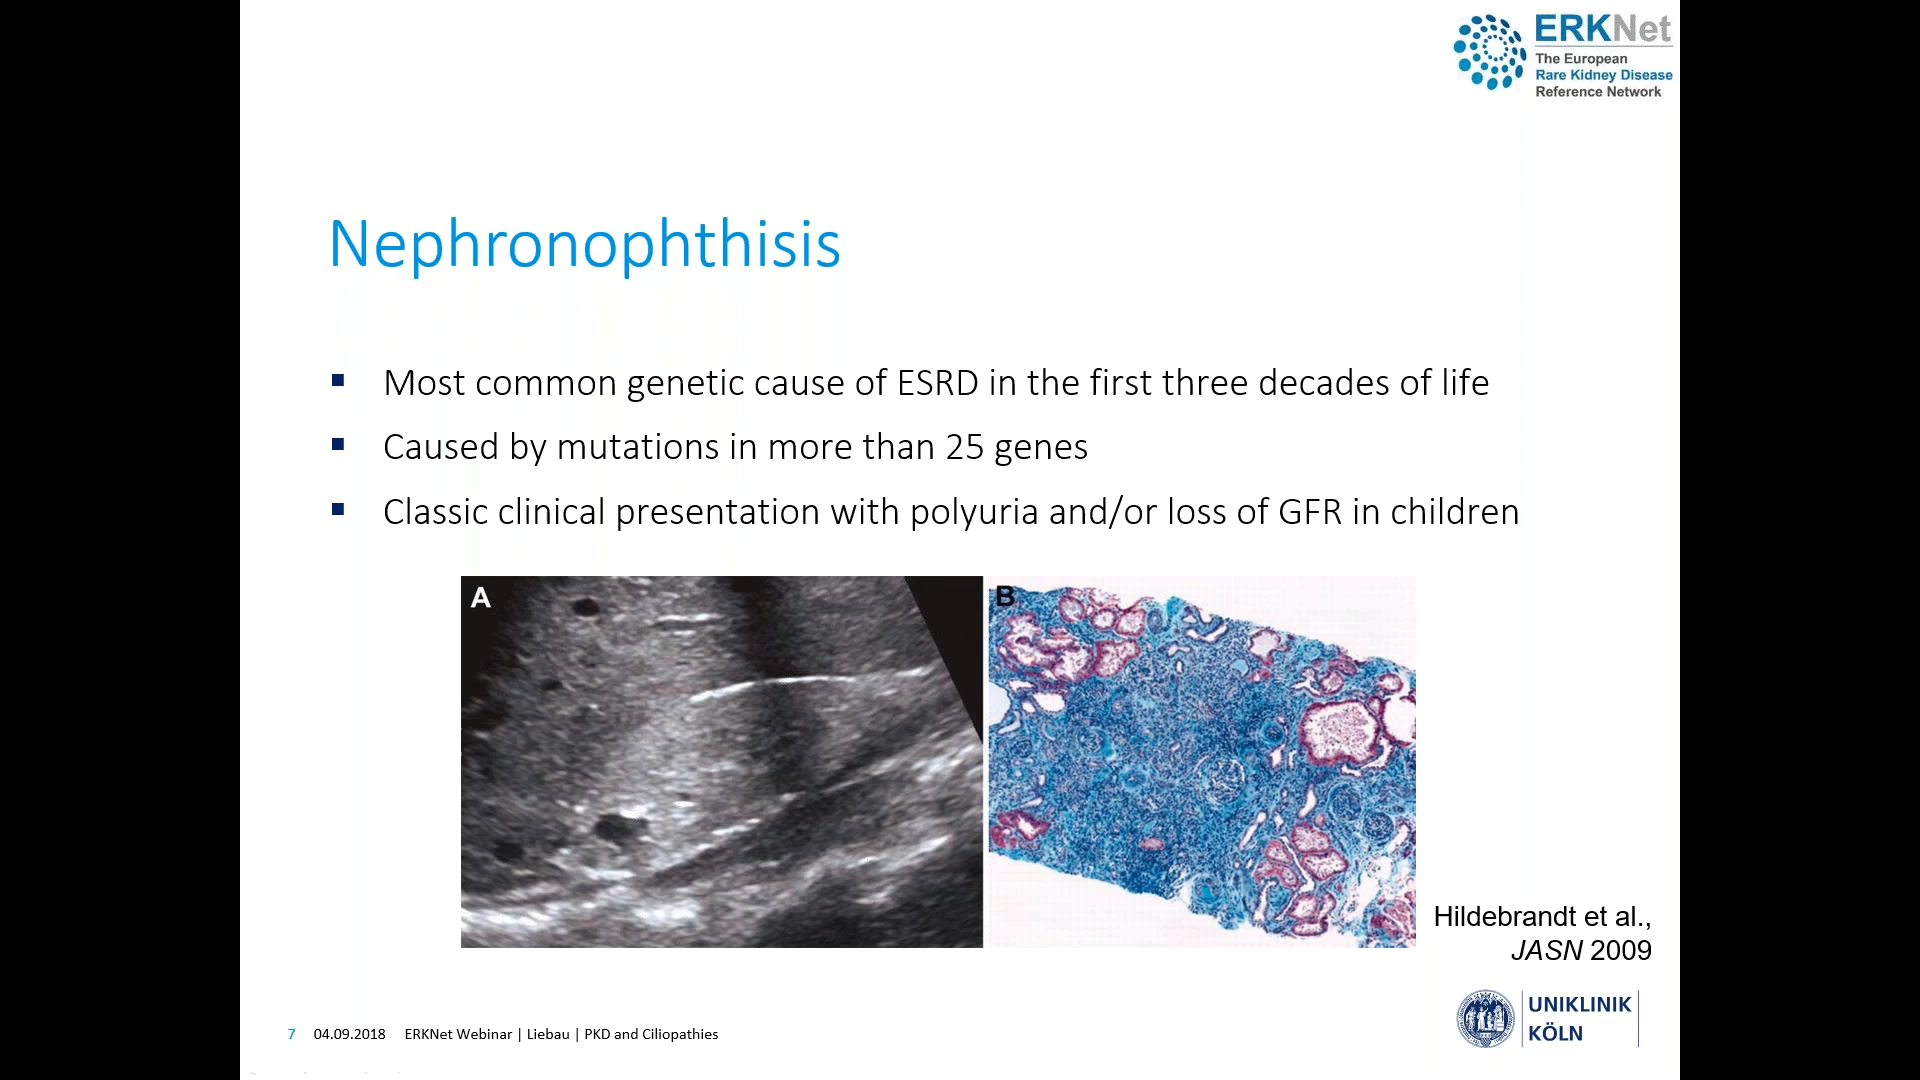 ERKNet
The European
Rare Kidney Disease
Reference Network
Nephronophthisis
▪ Most common genetic cause of ESRD in the first three decades of life
▪ Caused by mutations in more than 25 genes
▪ Classic clinical presentation with polyuria and/or loss of GFR in children
A
B
Hildebrandt et al.,
JASN 2009
UNIKLINIK
KÖLN
7 04.09.2018 ERKNet Webinar | Liebau | PKD and Ciliopathies